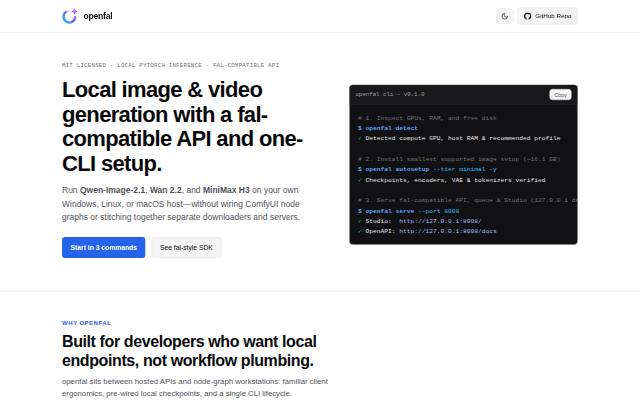 openfal
GitHub Repo
MIT LICENSED · LOCAL PYTORCH INFERENCE · FAL-COMPATIBLE API
Local image & video
generation with a fal-
compatible API and one-
CLI setup.
Run Qwen-Image-2.1, Wan 2.2, and MiniMax H3 on your own
Windows, Linux, or macOS host—without wiring ComfyUI node
graphs or stitching together separate downloaders and servers.
Start in 3 commands
See fal-style SDK
openfal cli — v0.1.0
Copy
# 1. Inspect GPUs, RAM, and free disk
$ openfal detect
✓ Detected compute GPU, host RAM & recommended profile
# 2. Install smallest supported image setup (~16.1 GB)
$ openfal autosetup --tier minimal -y
✓ Checkpoints, encoders, VAE & tokenizers verified
# 3. Serve fal-compatible API, queue & Studio (127.0.0.1 de
$ openfal serve --port 8008
✓ Studio: http://127.0.0.1:8008/
✓ OpenAPI: http://127.0.0.1:8008/docs
WHY OPENFAL
Built for developers who want local
endpoints, not workflow plumbing.
openfal sits between hosted APIs and node-graph workstations: familiar client
ergonomics, pre-wired local checkpoints, and a single CLI lifecycle.